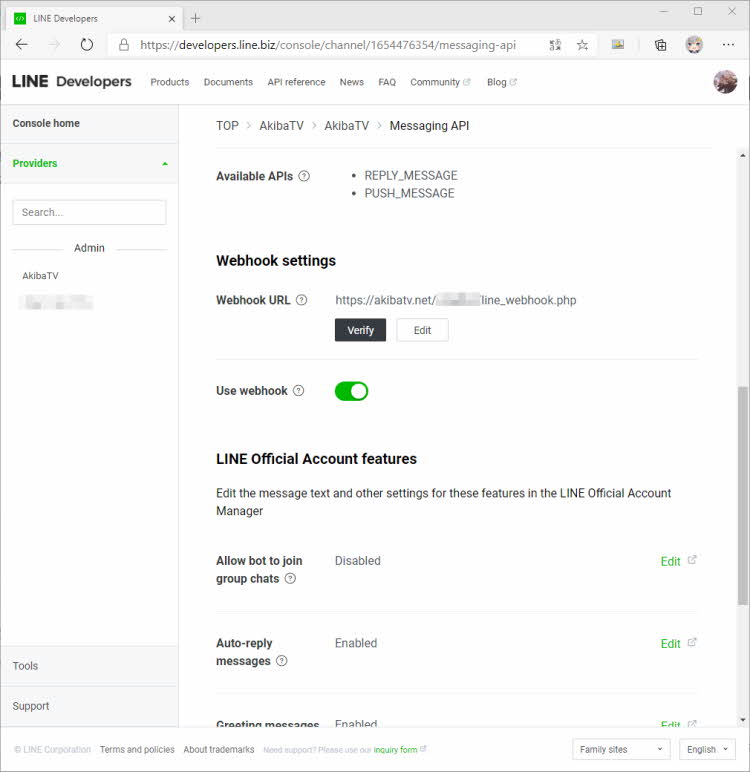 LINE Developers
https://developers.line.biz/console/channel/1654476354/messaging-api
LINE Developers
Products
Documents
API reference
News
FAQ
Community
Blog
Console home
Providers
Search...
Admin
AkibaTV
TOP > AkibaTV > AkibaTV > Messaging API
Available APIs
• REPLY_MESSAGE
• PUSH_MESSAGE
Webhook settings
Webhook URL
https://akibatv.net/
line_webhook.php
Verify
Edit
Use webhook
LINE Official Account features
Edit the message text and other settings for these features in the LINE Official Account
Manager
Allow bot to join
group chats
Disabled
Edit
Auto-reply
messages
Enabled
Edit
Greeting messages
Enabled
Edit
Tools
Support
© LINE Corporation
Terms and policies
About trademarks
Need support? Please use our inquiry form
Family sites
English